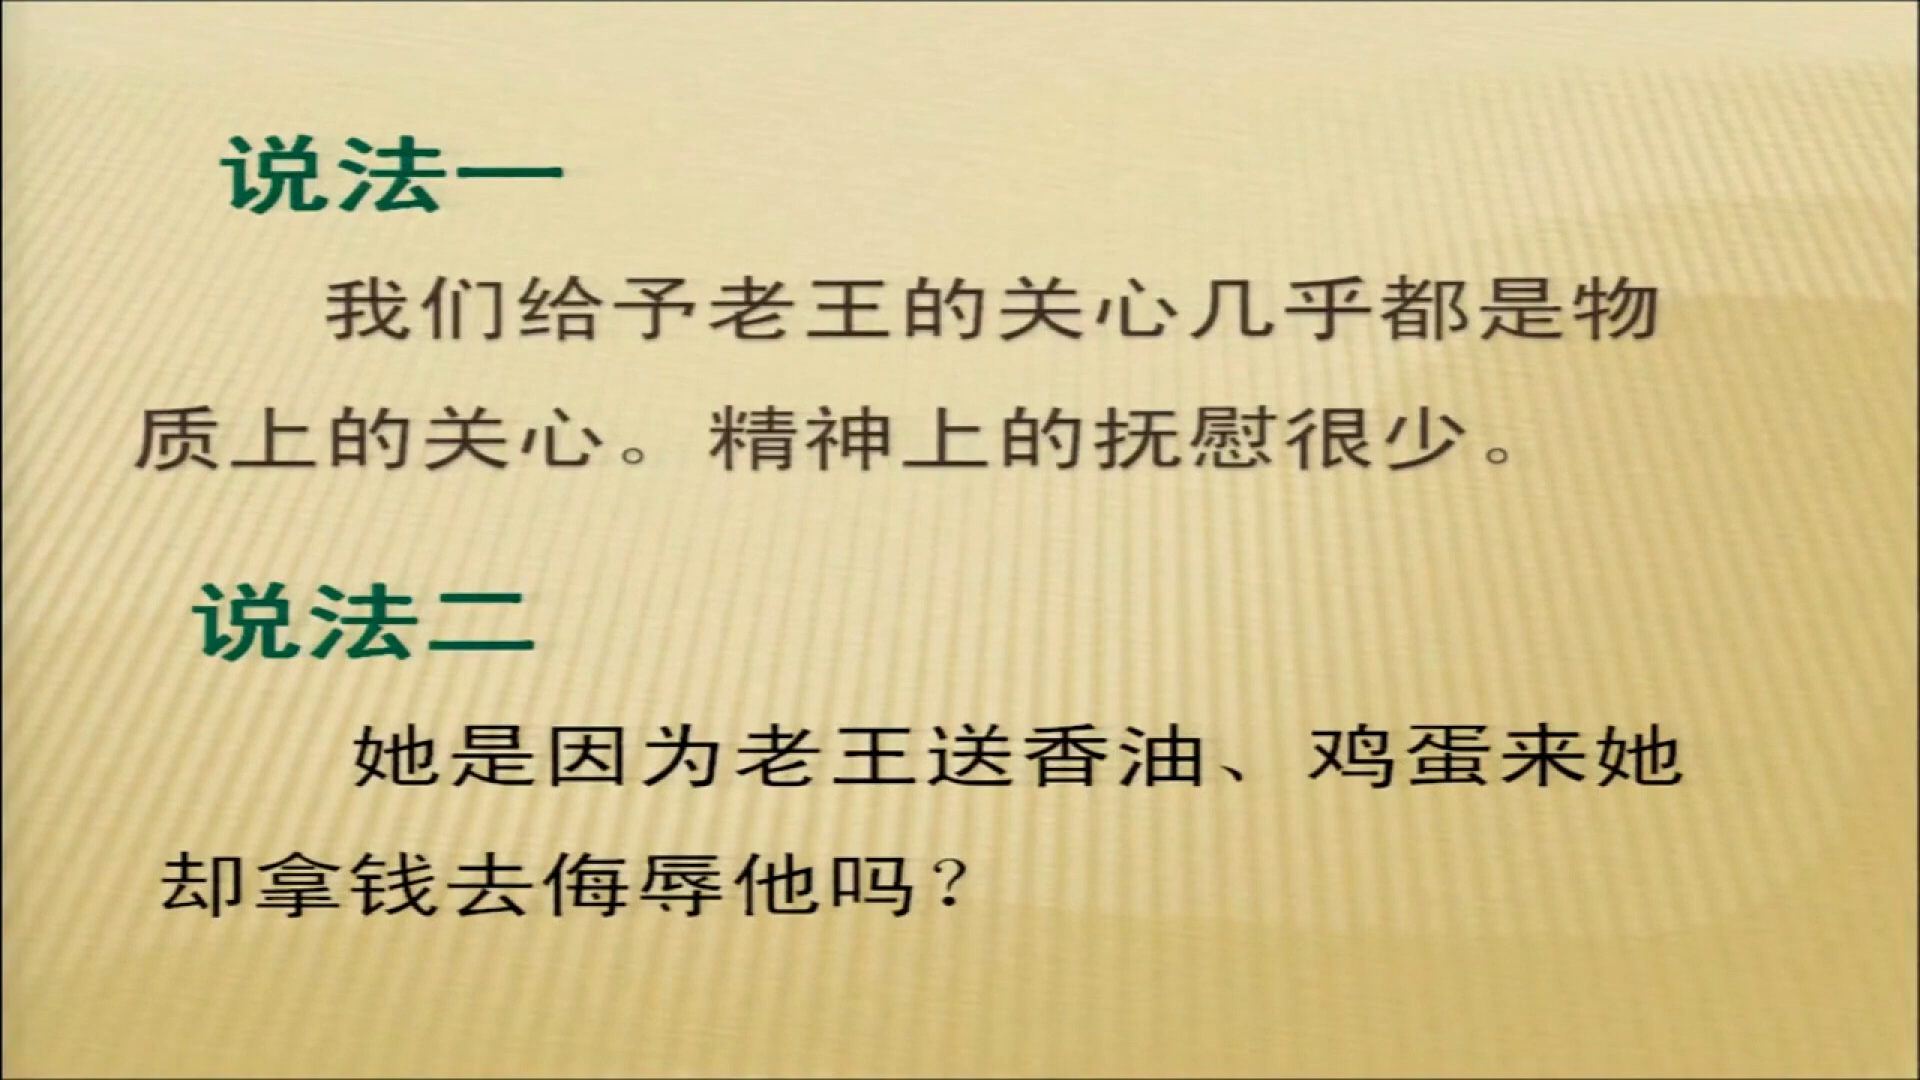 说法一
我们给予老王的关心几乎都是物
质上的关心。精神上的抚慰很少。
说法二
她是因为老王送香油、鸡蛋来她
却拿钱去侮辱他吗？